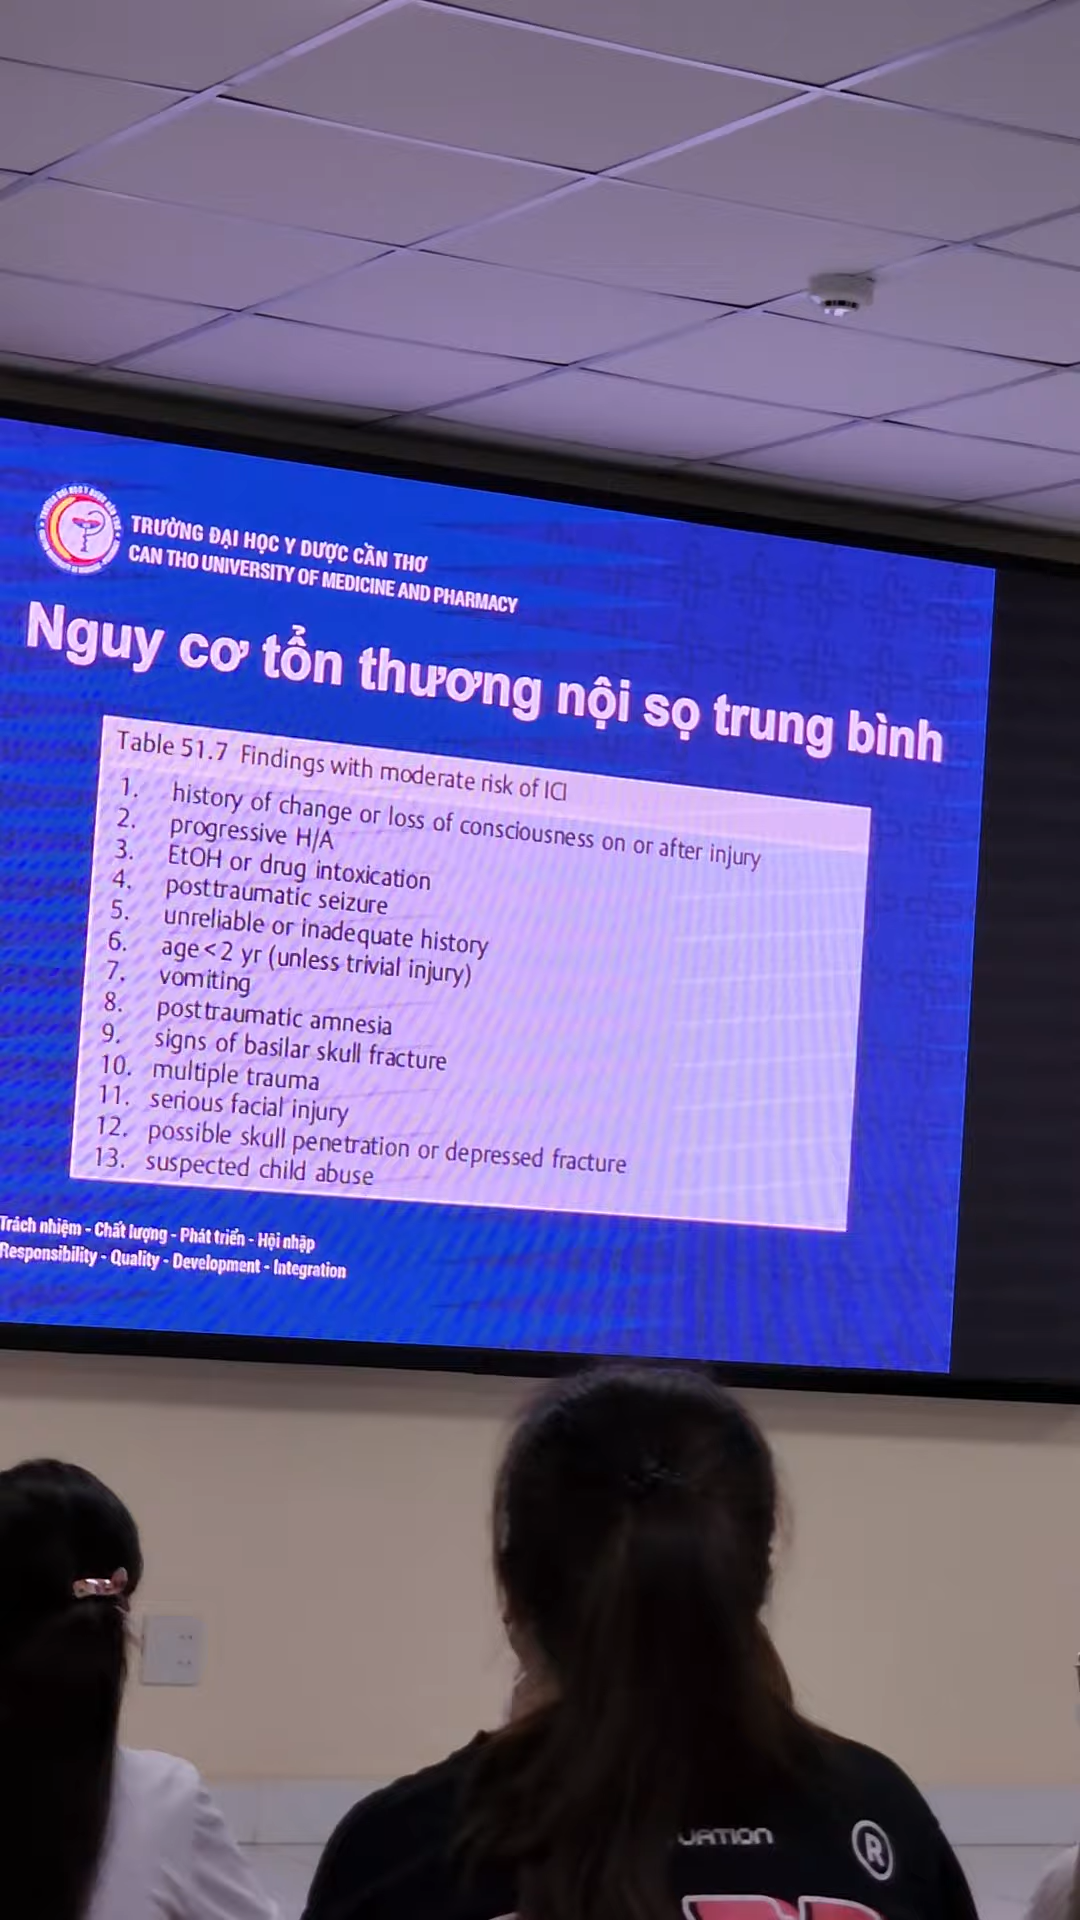 TRƯỜNG ĐẠI HỌC Y DƯỢC CẦN THƠ
CAN THO UNIVERSITY OF MEDICINE AND PHARMACY
Nguy cơ tổn thương nội sọ trung bình
Table 51.7 Findings with moderate risk of ICI
1. history of change or loss of consciousness on or after injury
2. progressive H/A
3. EtOH or drug intoxication
4. posttraumatic seizure
5. unreliable or inadequate history
6. age<2 yr (unless trivial injury)
7. vomiting
8. posttraumatic amnesia
9. signs of basilar skull fracture
10. multiple trauma
11. serious facial injury
12. possible skull penetration or depressed fracture
13. suspected child abuse
Trách nhiệm - Chất lượng - Phát triển - Hội nhập
Responsibility - Quality - Development - Integration
®